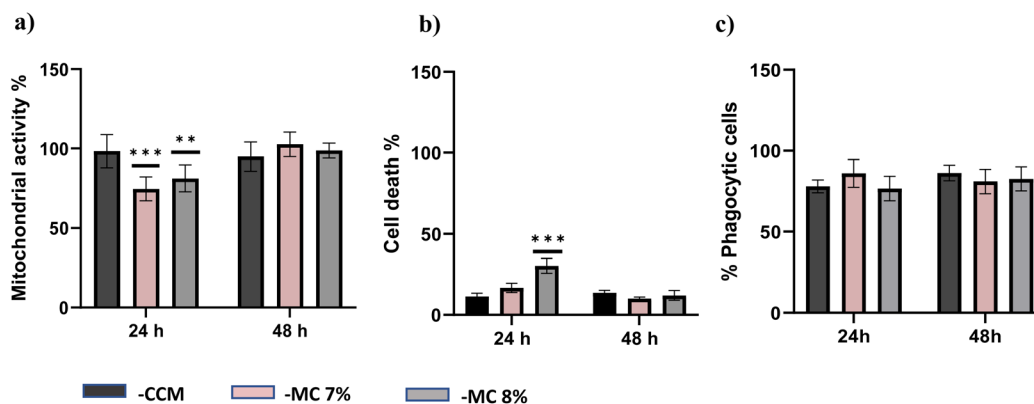 a)
Mitochondrial activity %
150
100
50
0
***
**
24 h
48 h
b)
Cell death %
150
100
50
0
***
24 h
48 h
c)
% Phagocytic cells
150
100
50
0
24h
48h
-CCM
-MC 7%
-MC 8%